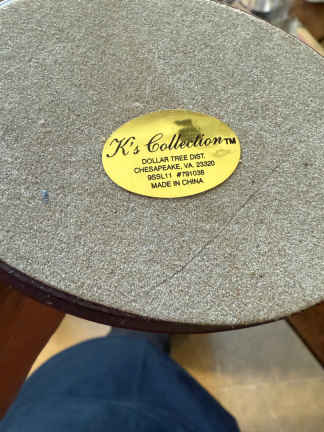 K's Collection™
DOLLAR TREE DIST.
CHESAPEAKE, VA. 23320
9SSL11 #791038
MADE IN CHINA